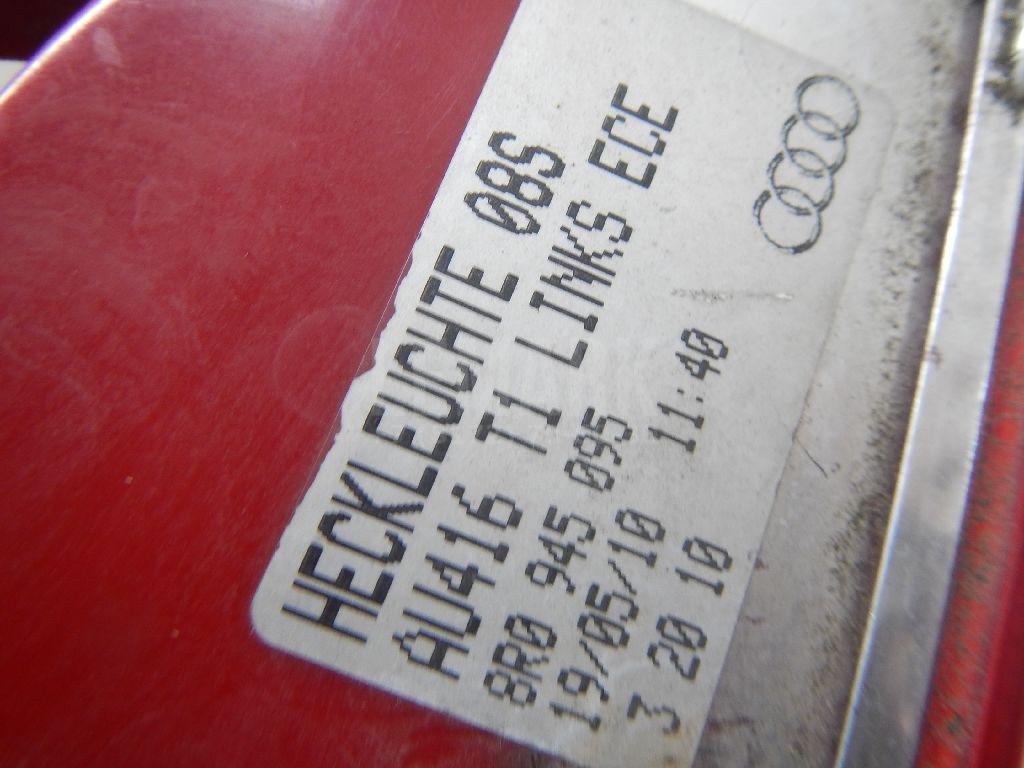 HECKLEUCHTE 08S
AU416 T1 LINKS ECE
8R0 945 095
19/05/10 11:40
3 20 10